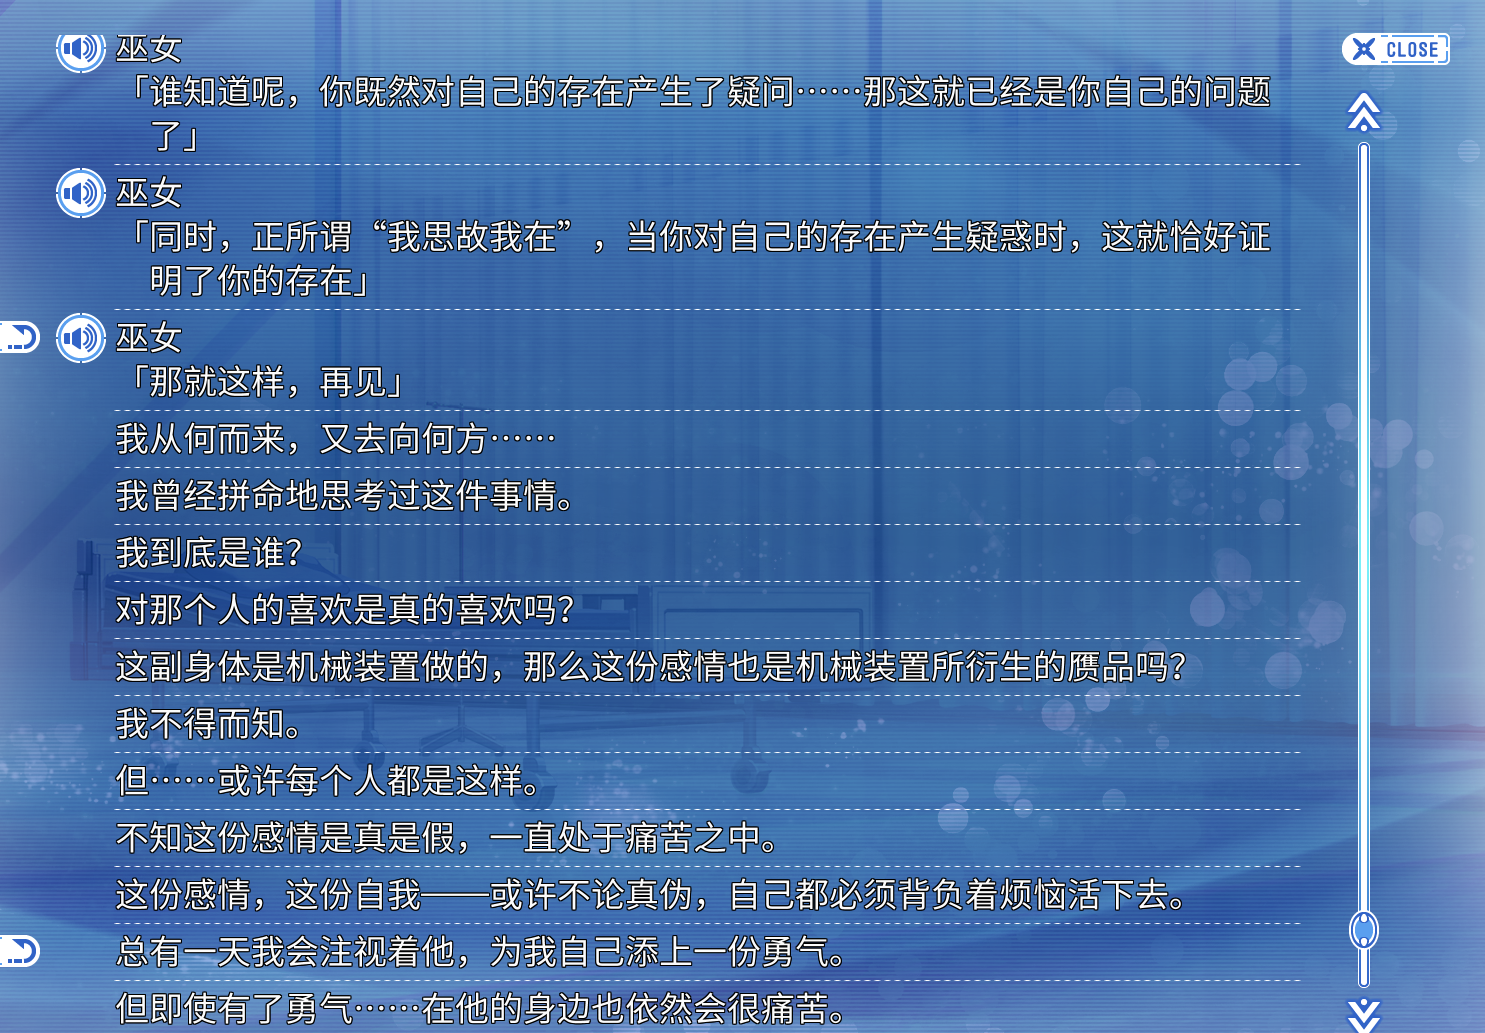 巫女
CLOSE
「谁知道呢，你既然对自己的存在产生了疑问……那这就已经是你自己的问题
了」
巫女
「同时，正所谓“我思故我在”，当你对自己的存在产生疑惑时，这就恰好证
明了你的存在」
巫女
「那就这样，再见」
我从何而来，又去向何方……
我曾经拼命地思考过这件事情。
我到底是谁？
对那个人的喜欢是真的喜欢吗？
这副身体是机械装置做的，那么这份感情也是机械装置所衍生的赝品吗？
我不得而知。
但……或许每个人都是这样。
不知这份感情是真是假，一直处于痛苦之中。
这份感情，这份自我——或许不论真伪，自己都必须背负着烦恼活下去。
总有一天我会注视着他，为我自己添上一份勇气。
但即使有了勇气……在他的身边也依然会很痛苦。